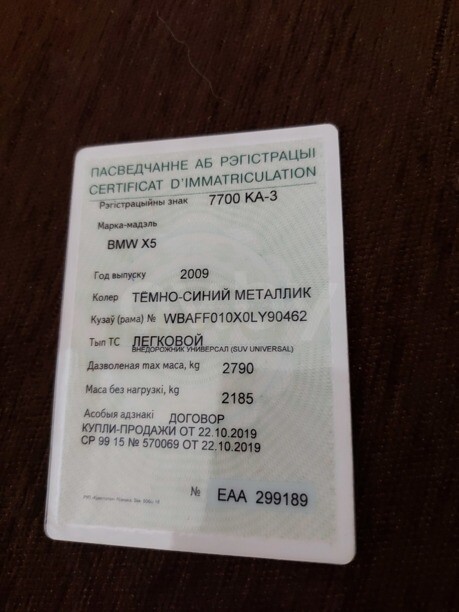 ПАСВЕДЧАННЕ АБ РЭГІСТРАЦЫІ
CERTIFICAT D'IMMATRICULATION
Рэгістрацыйны знак 7700 KA-3
Марка-мадэль
BMW X5
Год выпуску 2009
Колер ТЁМНО-СИНИЙ МЕТАЛЛИК
Кузаў (рама) № WBAFF010X0LY90462
Тып ТС ЛЕГКОВОЙ
ВНЕДОРОЖНИК УНИВЕРСАЛ (SUV UNIVERSAL)
Дазволеная max маса, kg 2790
Маса без нагрузкі, kg 2185
Асобыя адзнакі ДОГОВОР
КУПЛИ-ПРОДАЖИ ОТ 22.10.2019
СР 99 15 № 570069 ОТ 22.10.2019
№ EAA 299189